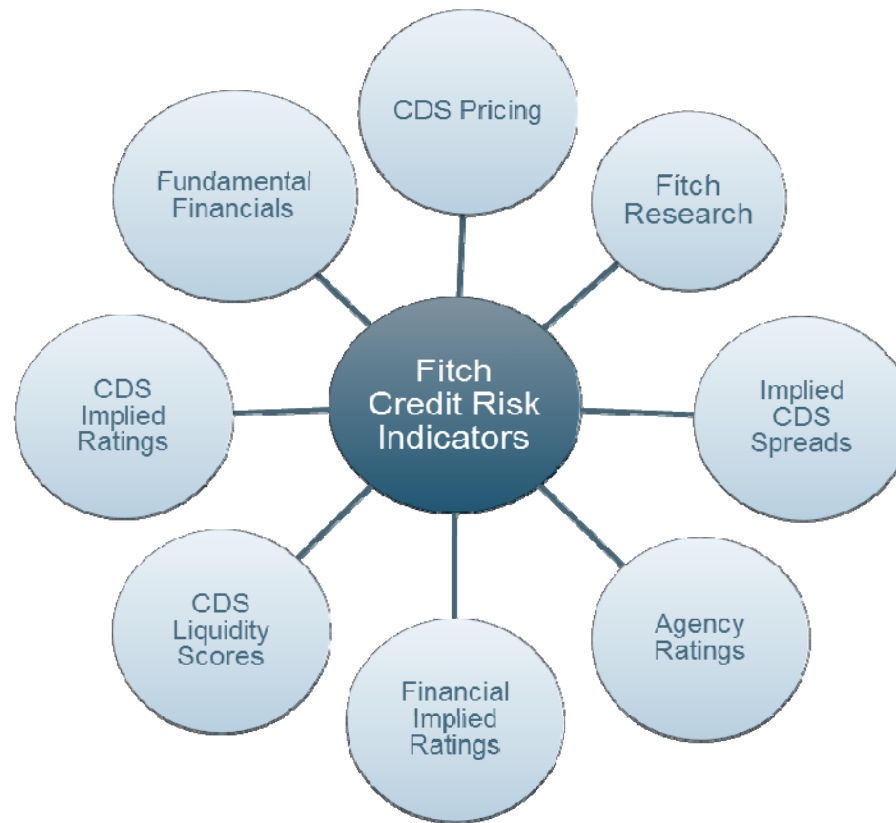 CDS Pricing
Fitch
Research
Implied
CDS
Spreads
Agency
Ratings
Financial
Implied
Ratings
CDS
Liquidity
Scores
CDS
Implied
Ratings
Fundamental
Financials
Fitch
Credit Risk
Indicators